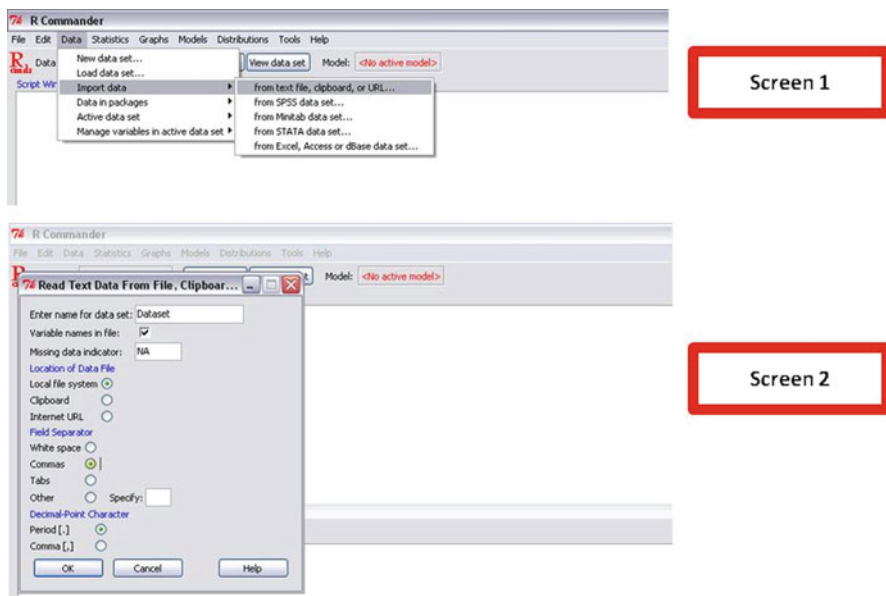 R Commander
File Edit Data Statistics Graphs Models Distributions Tools Help
Data
New data set...
Load data set...
Import data
Data in packages
Active data set
Manage variables in active data set
from text file, clipboard, or URL...
from SPSS data set...
from Minitab data set...
from STATA data set...
from Excel, Access or dBase data set...
View data set Model: <No active model>
Screen 1
R Commander
File Edit Data Statistics Graphs Models Distributions Tools Help
Model: <No active model>
Read Text Data From File, Clipboar...
Enter name for data set: Dataset
Variable names in file:
Missing data indicator: NA
Location of Data File
Local file system
Clipboard
Internet URL
Field Separator
White space
Commas
Tabs
Other Specify:
Decimal-Point Character
Period [.]
Comma [,]
OK Cancel Help
Screen 2